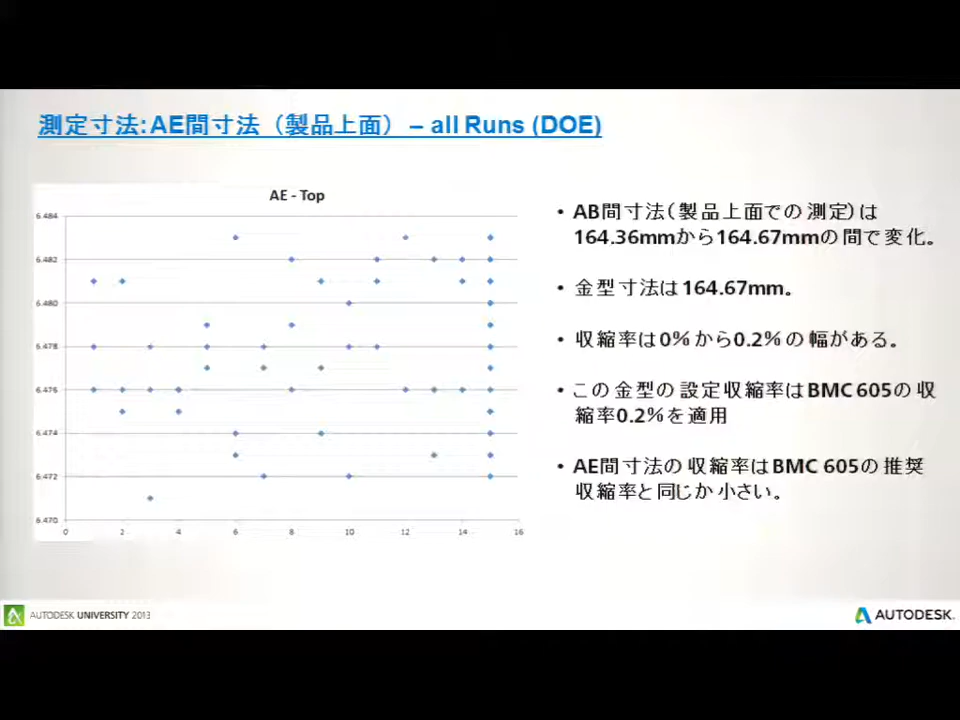 測定寸法:AE間寸法（製品上面）– all Runs (DOE)
AE - Top
6.484
6.482
6.480
6.478
6.476
6.474
6.472
6.470
0 2 4 6 8 10 12 14 16
• AB間寸法(製品上面での測定)は
164.36mmから164.67mmの間で変化。
• 金型寸法は164.67mm。
• 収縮率は0%から0.2%の幅がある。
• この金型の設定収縮率はBMC 605の収
縮率0.2%を適用
• AE間寸法の収縮率はBMC 605の推奨
収縮率と同じか小さい。
AUTODESK UNIVERSITY 2013
AUTODESK.